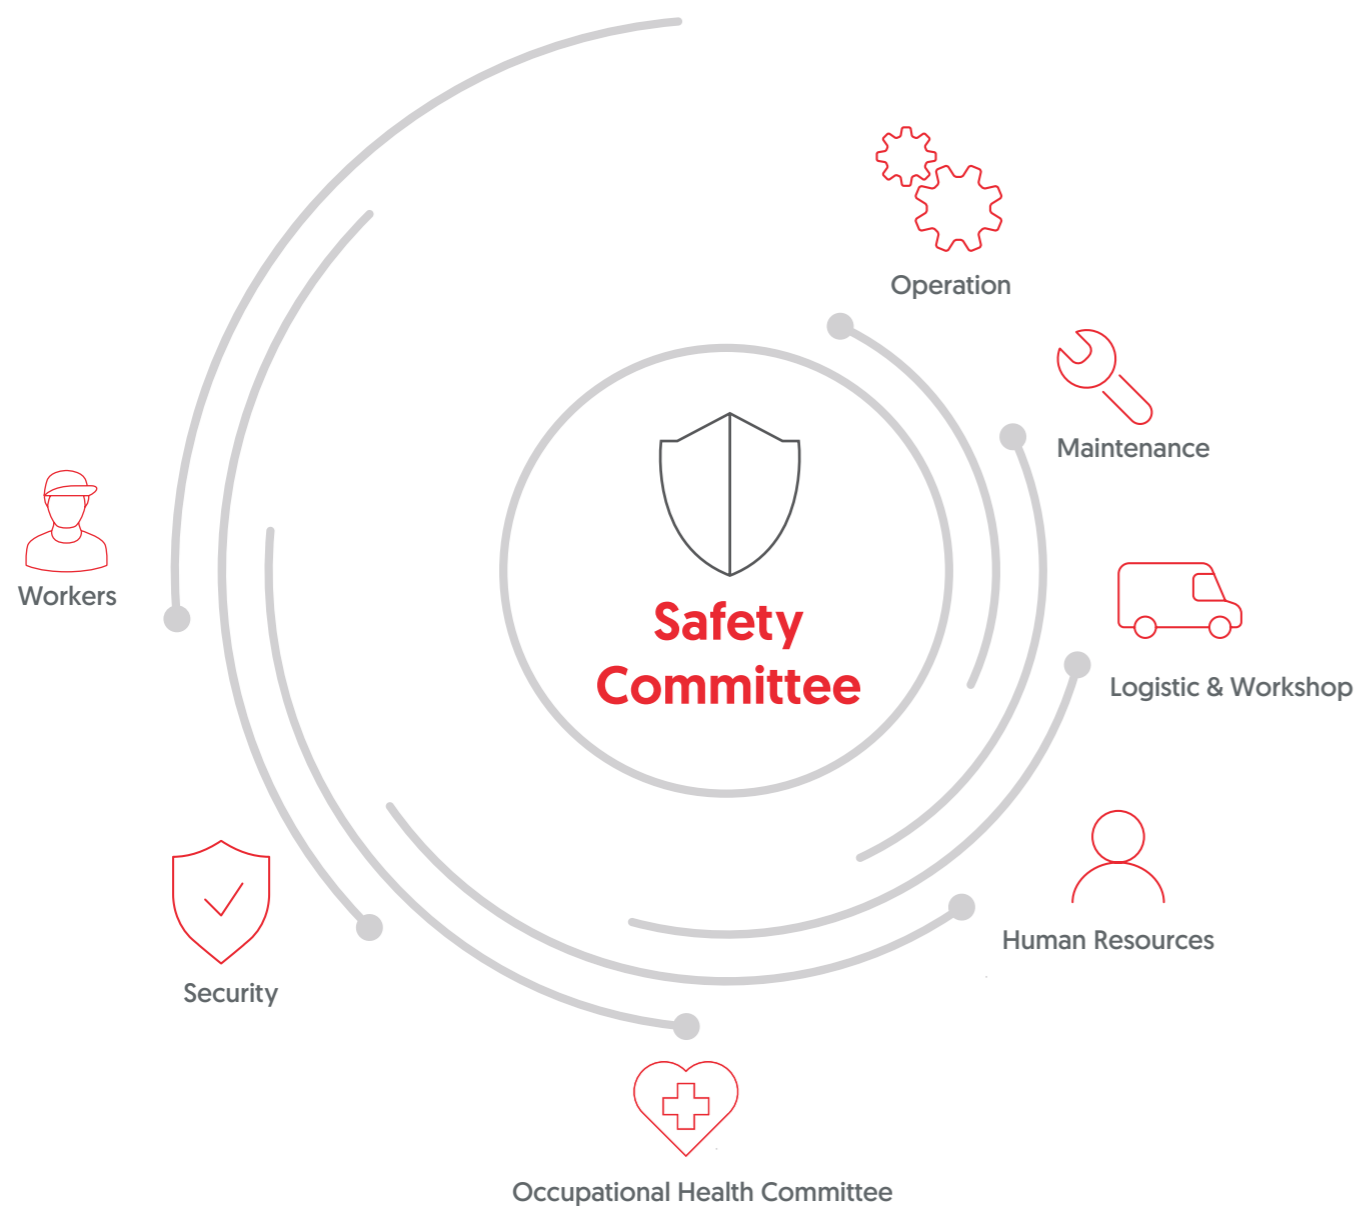 Operation
Maintenance
Workers
Safety
Committee
Logistic & Workshop
Human Resources
Security
Occupational Health Committee